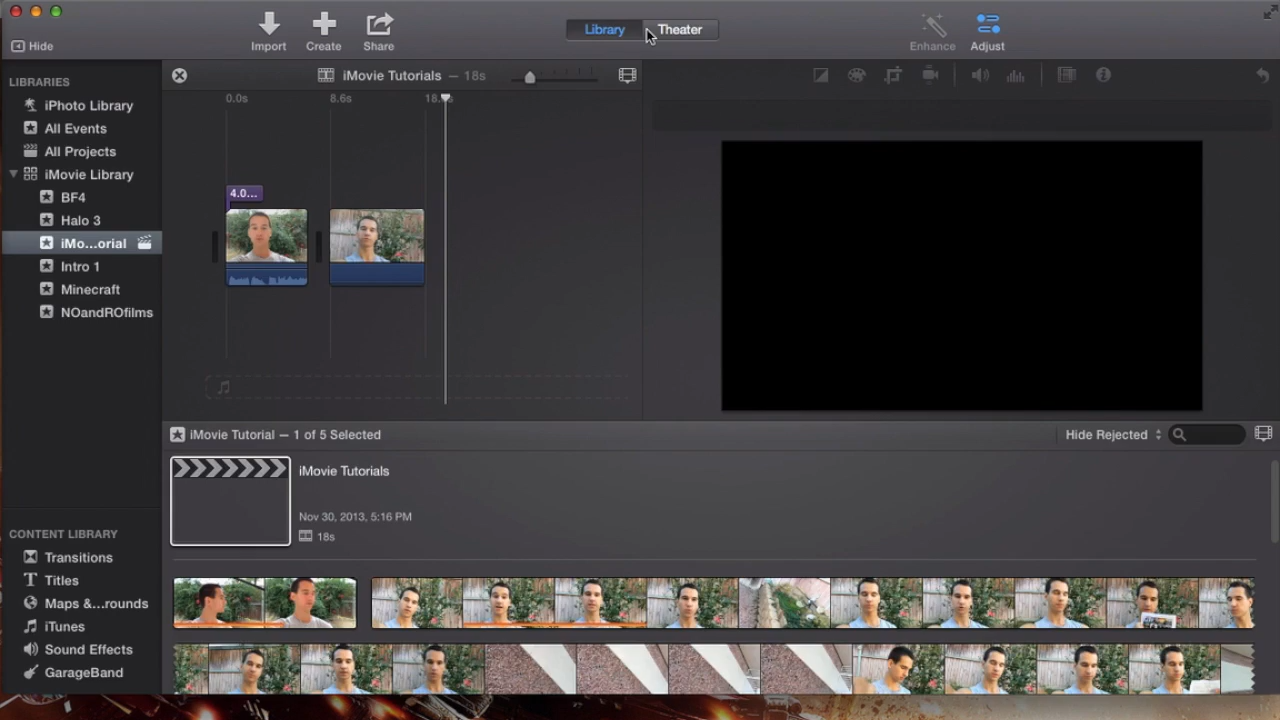 Hide
Import
Create
Share
Library
Theater
Enhance
Adjust
LIBRARIES
iPhoto Library
All Events
All Projects
iMovie Library
BF4
Halo 3
iMo...orial
Intro 1
Minecraft
NOandROfilms
CONTENT LIBRARY
Transitions
Titles
Maps &...rounds
iTunes
Sound Effects
GarageBand
iMovie Tutorials — 18s
0.0s 8.6s
4.0...
iMovie Tutorial — 1 of 5 Selected
Hide Rejected
iMovie Tutorials
Nov 30, 2013, 5:16 PM
18s